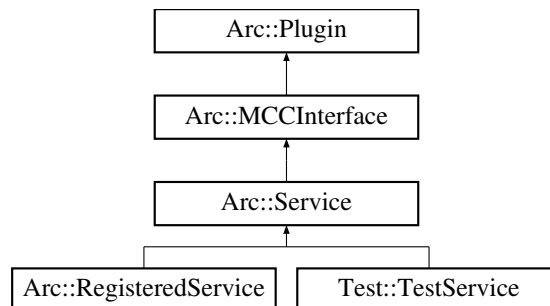 Arc::Plugin
Arc::MCCInterface
Arc::Service
Arc::RegisteredService
Test::TestService